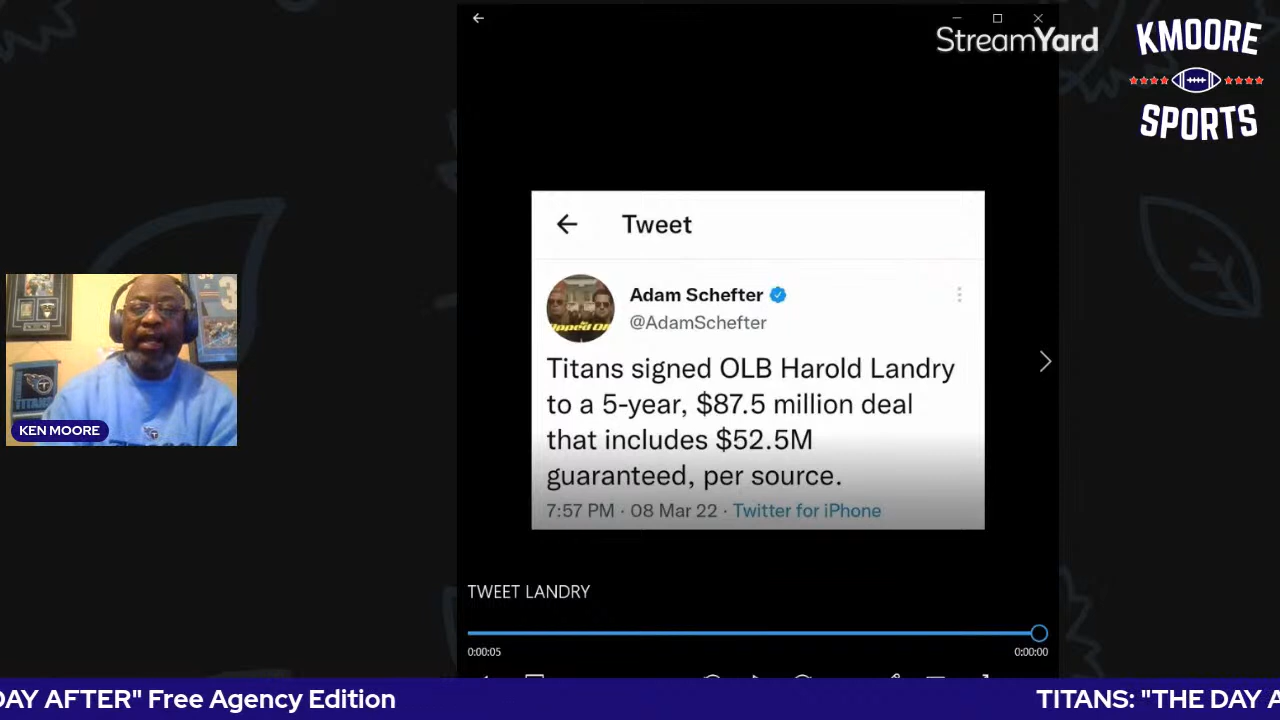 StreamYard
KMOORE
SPORTS
Tweet
Adam Schefter
@AdamSchefter
Titans signed OLB Harold Landry
to a 5-year, $87.5 million deal
that includes $52.5M
guaranteed, per source.
7:57 PM · 08 Mar 22 · Twitter for iPhone
TITANS
KEN MOORE
TWEET LANDRY
0:00:05
0:00:00
DAY AFTER" Free Agency Edition
TITANS: "THE DAY A